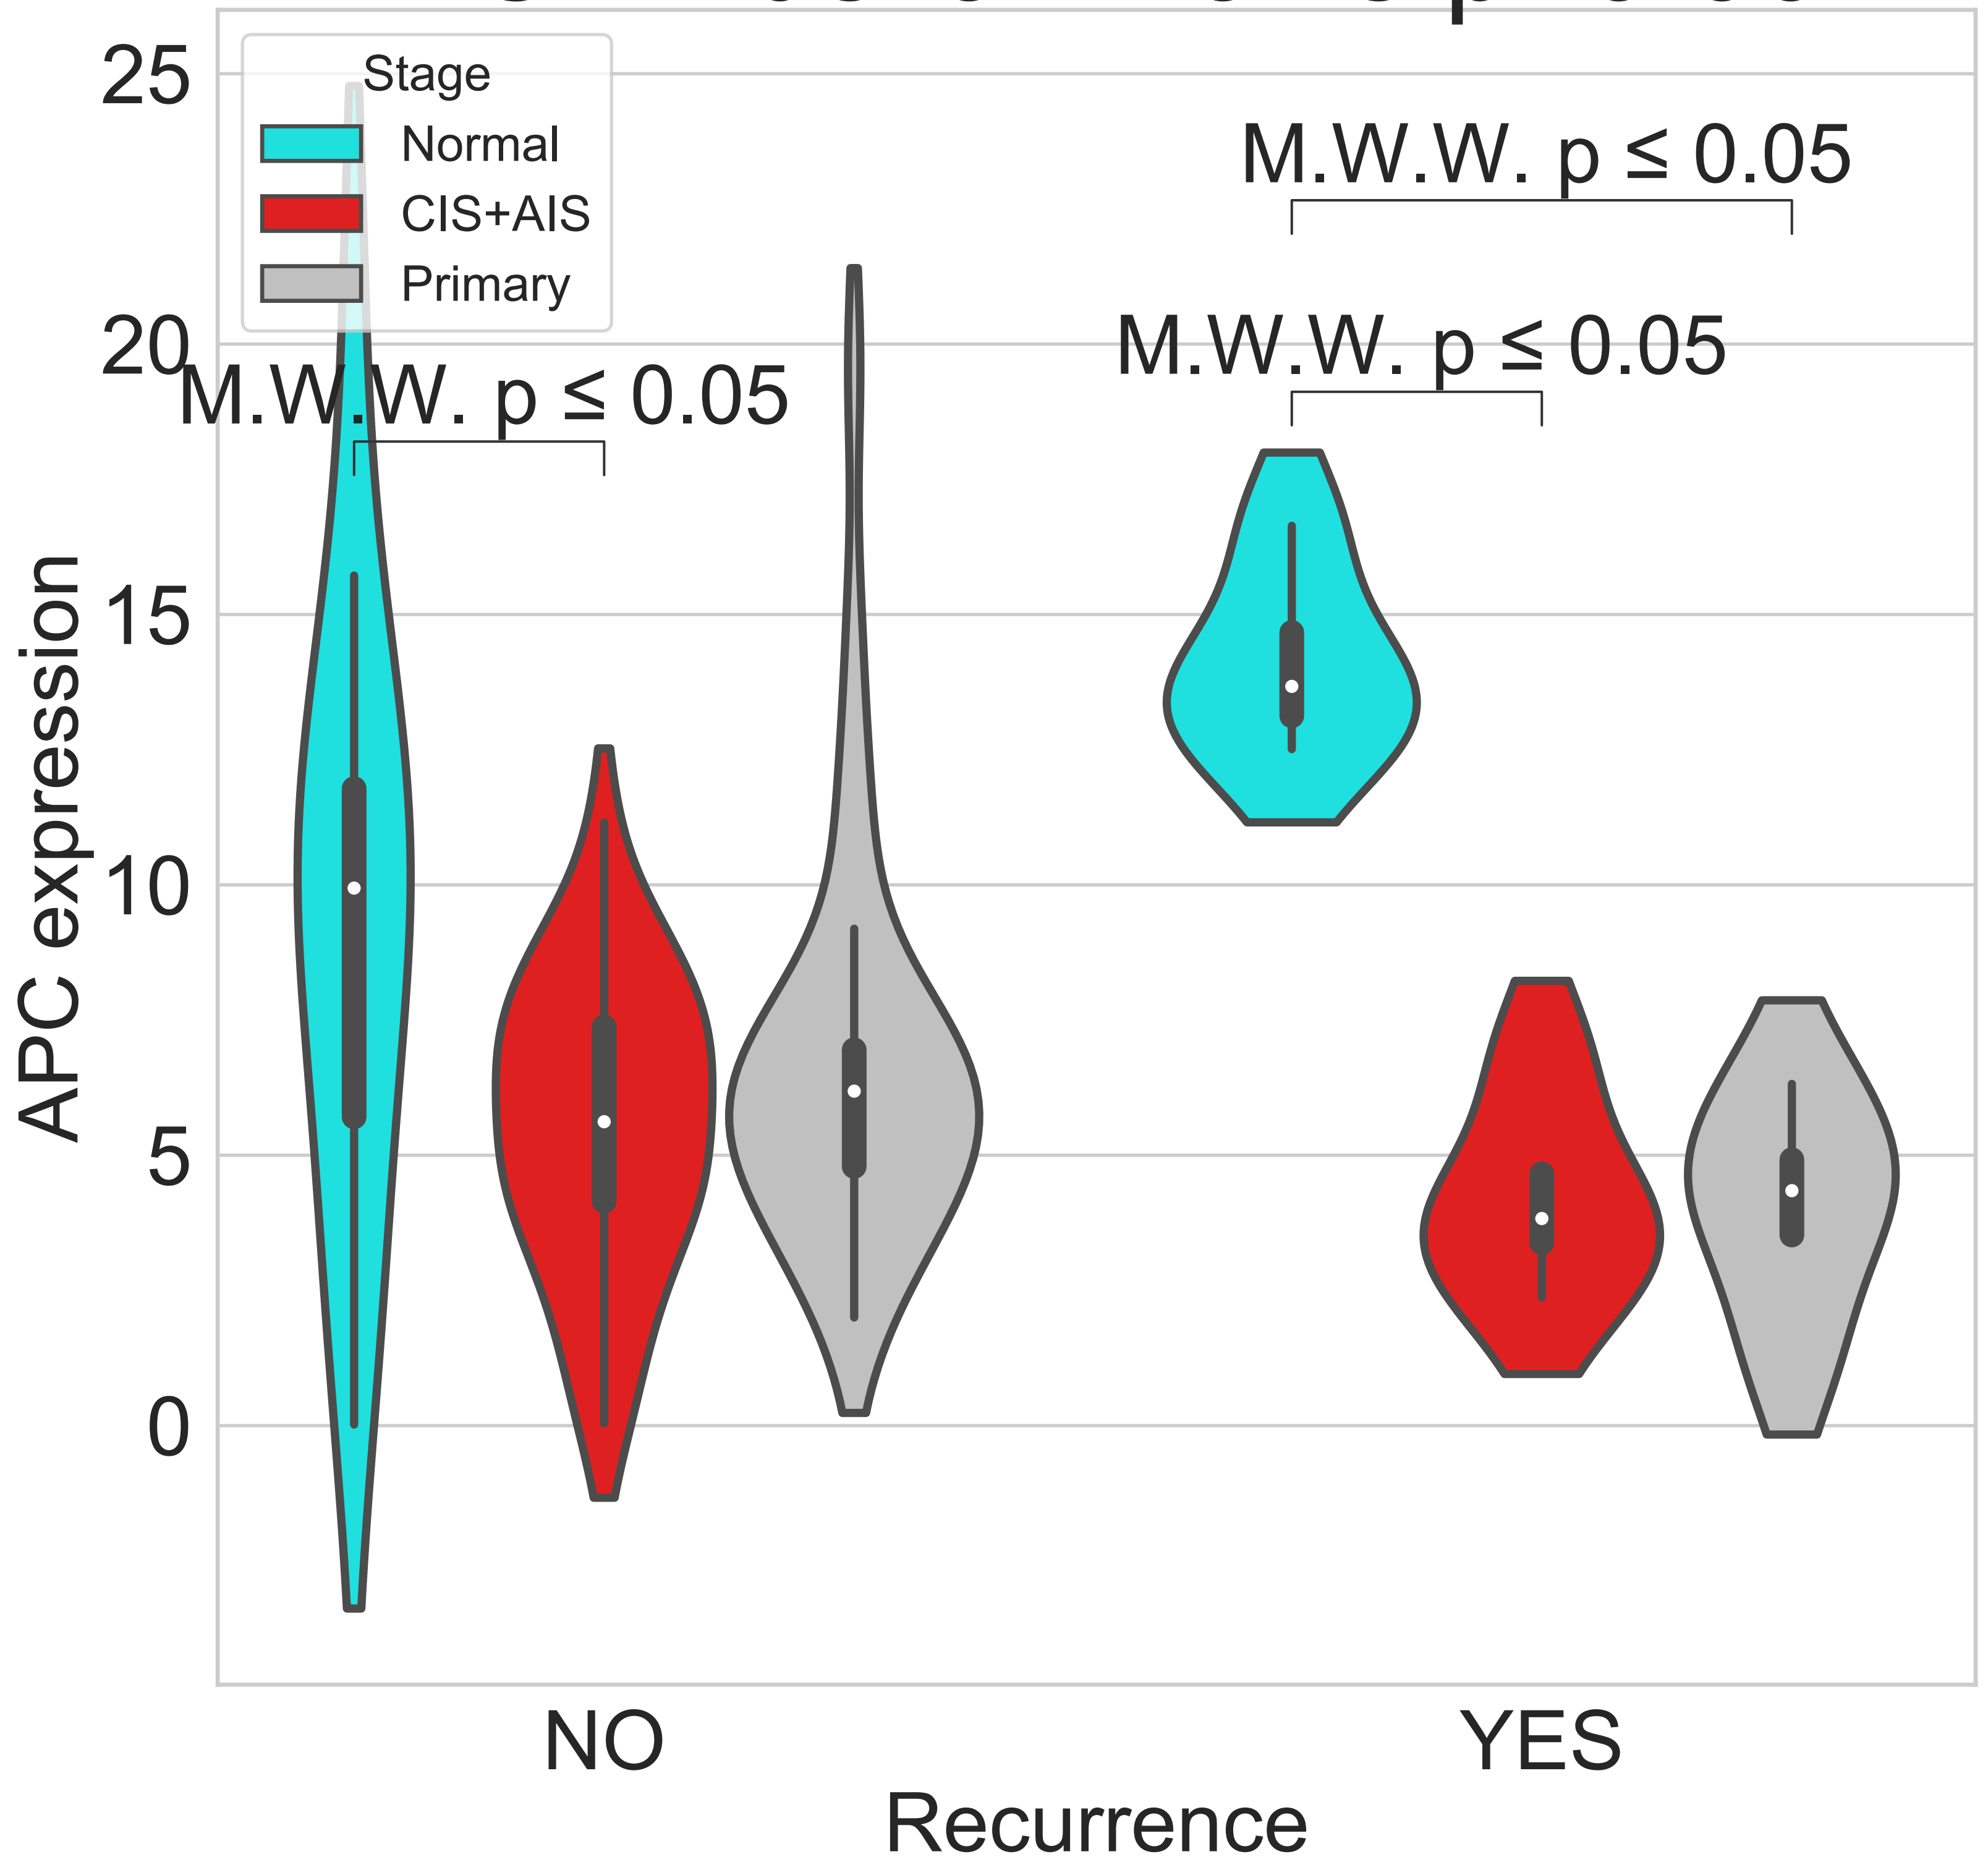 25
20
15
10
5
0
APC expression
Stage
Normal
CIS+AIS
Primary
M.W.W. p ≤ 0.05
M.W.W. p ≤ 0.05
M.W.W. p ≤ 0.05
NO
YES
Recurrence